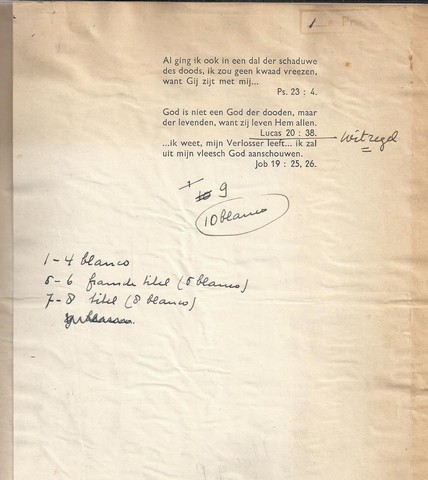 1
Al ging ik ook in een dal der schaduwe
des doods, ik zou geen kwaad vreezen,
want Gij zijt met mij...
Ps. 23 : 4.
God is niet een God der dooden, maar
der levenden, want zij leven Hem allen.
Lucas 20 : 38.
witregel
...ik weet, mijn Verlosser leeft... ik zal
uit mijn vleesch God aanschouwen.
Job 19 : 25, 26.
9
10 blanco
1-4 blanco
5-6 franse titel (5 blanco)
7-8 titel (8 blanco)